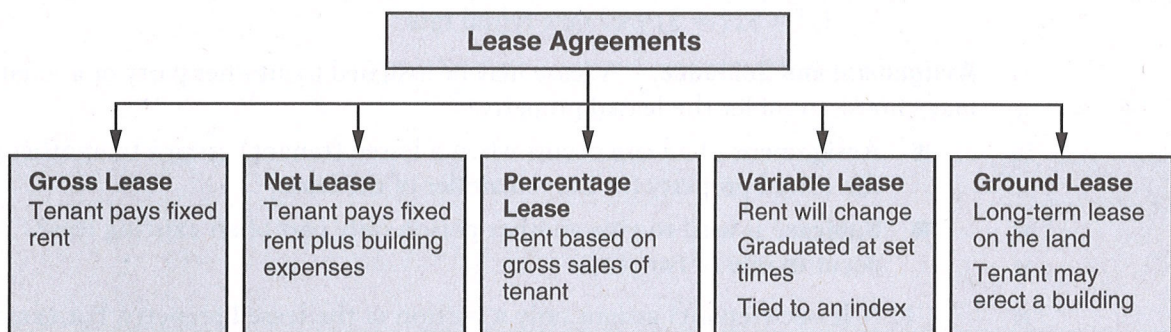 Lease Agreements
Gross Lease
Tenant pays fixed
rent
Net Lease
Tenant pays fixed
rent plus building
expenses
Percentage
Lease
Rent based on
gross sales of
tenant
Variable Lease
Rent will change
Graduated at set
times
Tied to an index
Ground Lease
Long-term lease
on the land
Tenant may
erect a building